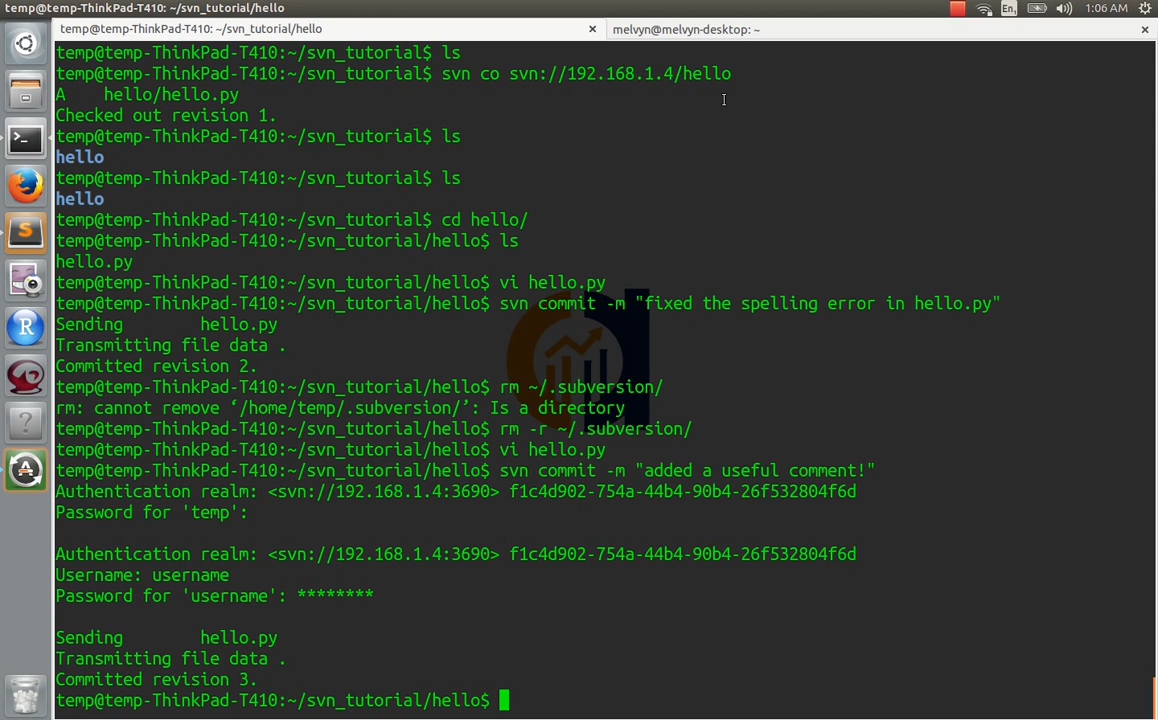 temp@temp-ThinkPad-T410: ~/svn_tutorial/hello
En
1:06 AM
temp@temp-ThinkPad-T410: ~/svn_tutorial/hello
melvyn@melvyn-desktop: ~
temp@temp-ThinkPad-T410:~/svn_tutorial$ ls
temp@temp-ThinkPad-T410:~/svn_tutorial$ svn co svn://192.168.1.4/hello
A    hello/hello.py
Checked out revision 1.
temp@temp-ThinkPad-T410:~/svn_tutorial$ ls
hello
temp@temp-ThinkPad-T410:~/svn_tutorial$ ls
hello
temp@temp-ThinkPad-T410:~/svn_tutorial$ cd hello/
temp@temp-ThinkPad-T410:~/svn_tutorial/hello$ ls
hello.py
temp@temp-ThinkPad-T410:~/svn_tutorial/hello$ vi hello.py
temp@temp-ThinkPad-T410:~/svn_tutorial/hello$ svn commit -m "fixed the spelling error in hello.py"
Sending        hello.py
Transmitting file data .
Committed revision 2.
temp@temp-ThinkPad-T410:~/svn_tutorial/hello$ rm ~/.subversion/
rm: cannot remove ‘/home/temp/.subversion/’: Is a directory
temp@temp-ThinkPad-T410:~/svn_tutorial/hello$ rm -r ~/.subversion/
temp@temp-ThinkPad-T410:~/svn_tutorial/hello$ vi hello.py
temp@temp-ThinkPad-T410:~/svn_tutorial/hello$ svn commit -m "added a useful comment!"
Authentication realm: <svn://192.168.1.4:3690> f1c4d902-754a-44b4-90b4-26f532804f6d
Password for 'temp':
Authentication realm: <svn://192.168.1.4:3690> f1c4d902-754a-44b4-90b4-26f532804f6d
Username: username
Password for 'username': ********
Sending        hello.py
Transmitting file data .
Committed revision 3.
temp@temp-ThinkPad-T410:~/svn_tutorial/hello$